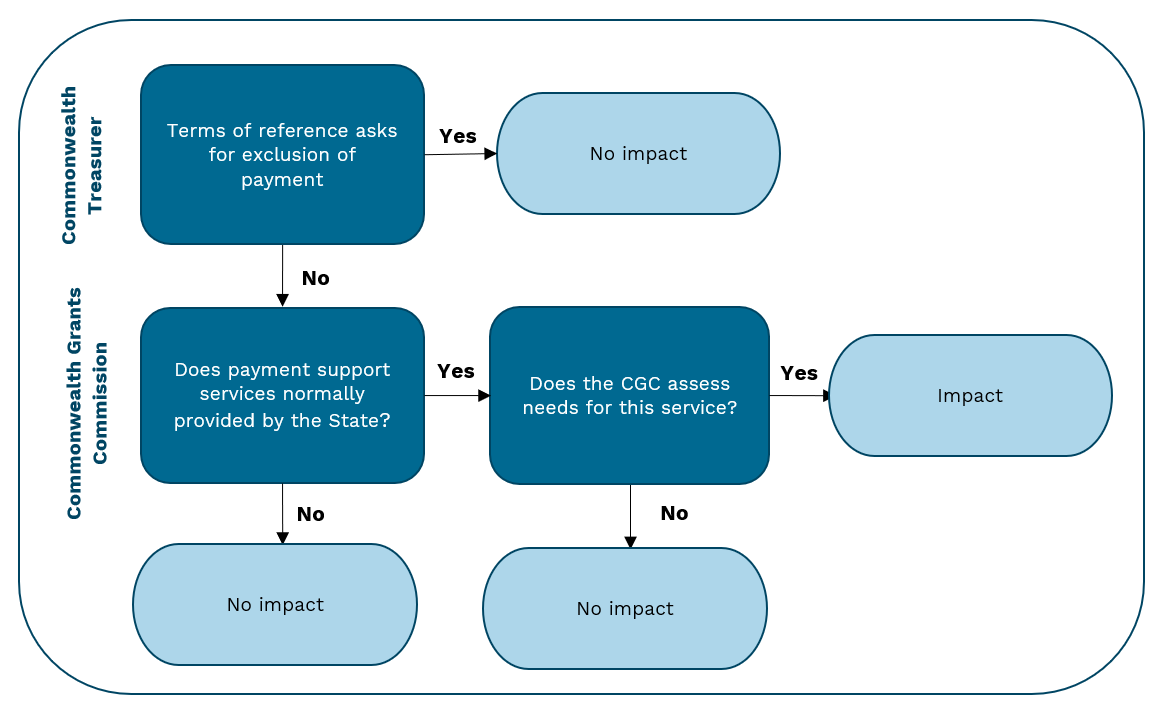 Commonwealth
Treasurer
Terms of reference asks
for exclusion of
payment
Yes
No impact
No
Commonwealth Grants
Commission
Does payment support
services normally
provided by the State?
Yes
Does the CGC assess
needs for this service?
Yes
Impact
No
No
No impact
No impact